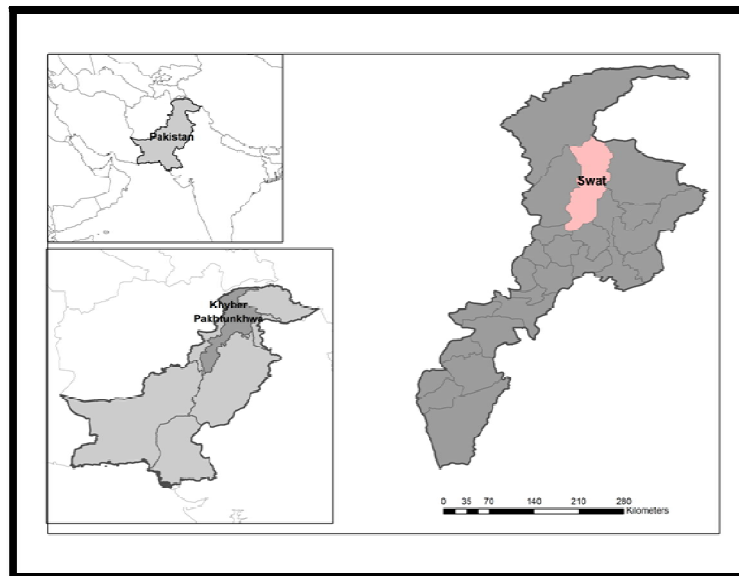 Pakistan
Swat
Khyber
Pakhtunkhwa
0 35 70 140 210 280
Kilometers